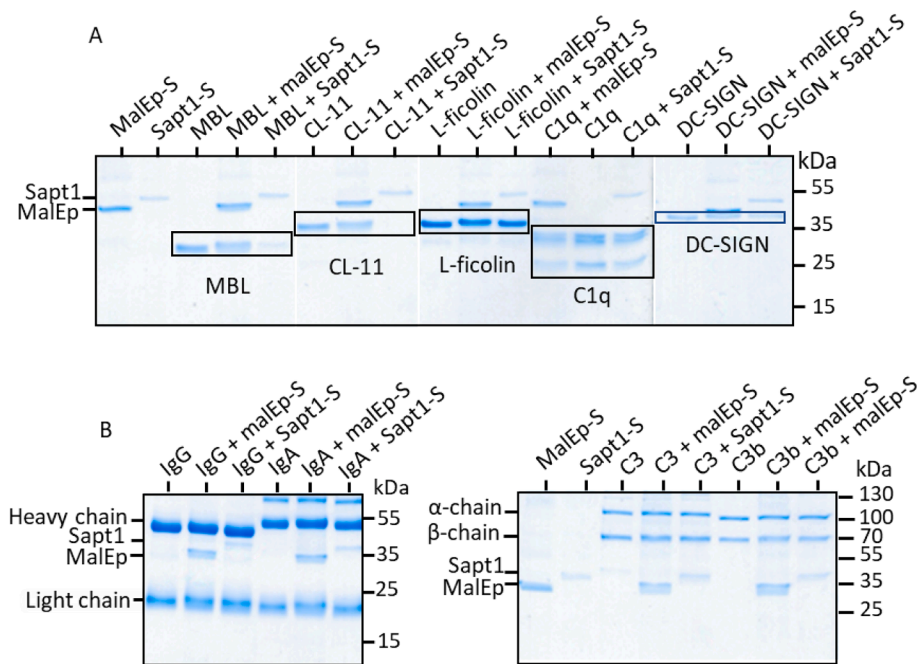 A
MalEp-S
Sapt1-S
MBL
MBL + malEp-S
MBL + Sapt1-S
CL-11
CL-11 + malEp-S
CL-11 + Sapt1-S
L-ficolin
L-ficolin + malEp-S
L-ficolin + Sapt1-S
C1q + malEp-S
C1q
C1q + Sapt1-S
DC-SIGN
DC-SIGN + malEp-S
DC-SIGN + Sapt1-S
kDa
Sapt1
MalEp
55
35
25
15
MBL
CL-11
L-ficolin
C1q
DC-SIGN
B
IgG
IgG + malEp-S
IgG + Sapt1-S
IgA
IgA + malEp-S
IgA + Sapt1-S
kDa
Heavy chain
Sapt1
MalEp
Light chain
55
35
25
15
MalEp-S
Sapt1-S
C3
C3 + malEp-S
C3 + Sapt1-S
C3b
C3b + malEp-S
C3b + malEp-S
kDa
α-chain
β-chain
Sapt1
MalEp
130
100
70
55
35
25